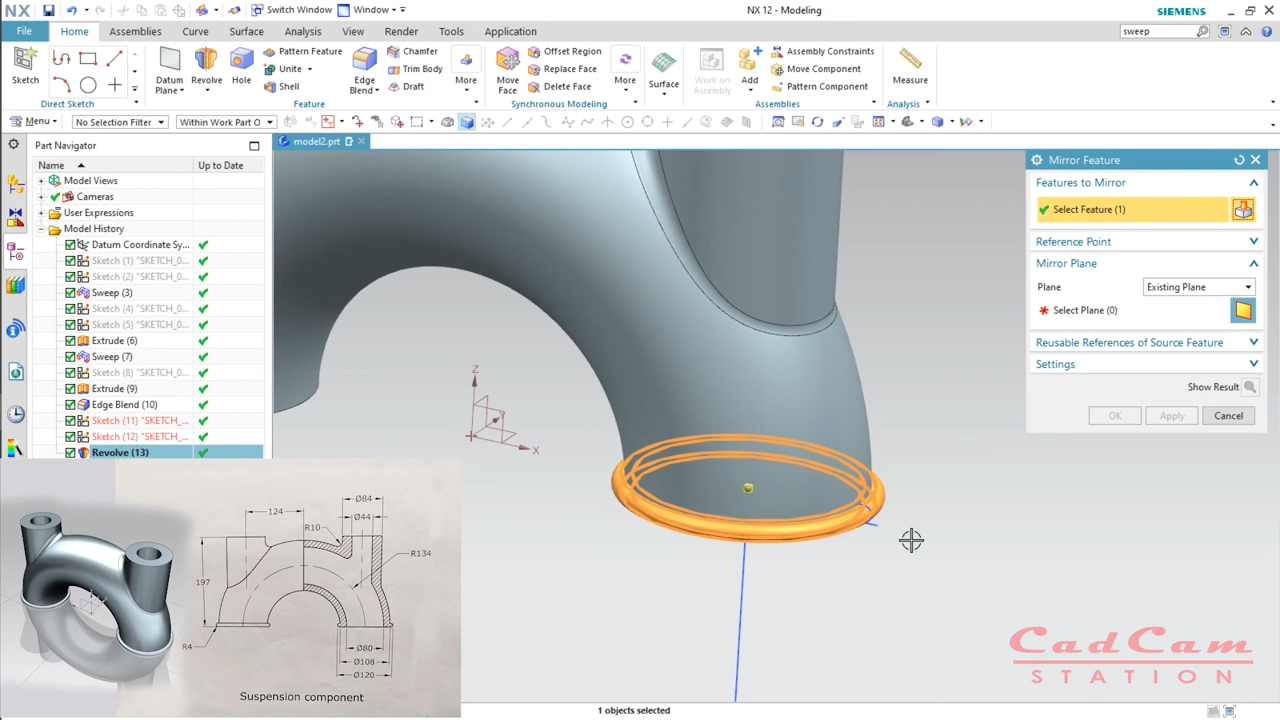 NX
Switch Window
Window
NX 12 - Modeling
SIEMENS
File
Home
Assemblies
Curve
Surface
Analysis
View
Render
Tools
Application
sweep
Sketch
Direct Sketch
Datum
Plane
Revolve
Hole
Pattern Feature
Unite
Shell
Edge
Blend
Chamfer
Trim Body
Draft
More
Feature
Move
Face
Offset Region
Replace Face
Delete Face
More
Synchronous Modeling
Surface
Work on
Assembly
Add
Assembly Constraints
Move Component
Pattern Component
Assemblies
Measure
Analysis
Menu
No Selection Filter
Within Work Part O
Part Navigator
Name
Up to Date
Model Views
Cameras
User Expressions
Model History
Datum Coordinate Sy...
Sketch (1) "SKETCH_0...
Sketch (2) "SKETCH_0...
Sweep (3)
Sketch (4) "SKETCH_0...
Sketch (5) "SKETCH_0...
Extrude (6)
Sweep (7)
Sketch (8) "SKETCH_0...
Extrude (9)
Edge Blend (10)
Sketch (11) "SKETCH_...
Sketch (12) "SKETCH_...
Revolve (13)
model2.prt
Z
X
Mirror Feature
Features to Mirror
Select Feature (1)
Reference Point
Mirror Plane
Plane
Existing Plane
Select Plane (0)
Reusable References of Source Feature
Settings
Show Result
OK
Apply
Cancel
Ø84
124
Ø44
R10
R134
197
R4
Ø80
Ø108
Ø120
Suspension component
CadCam
STATION
1 objects selected